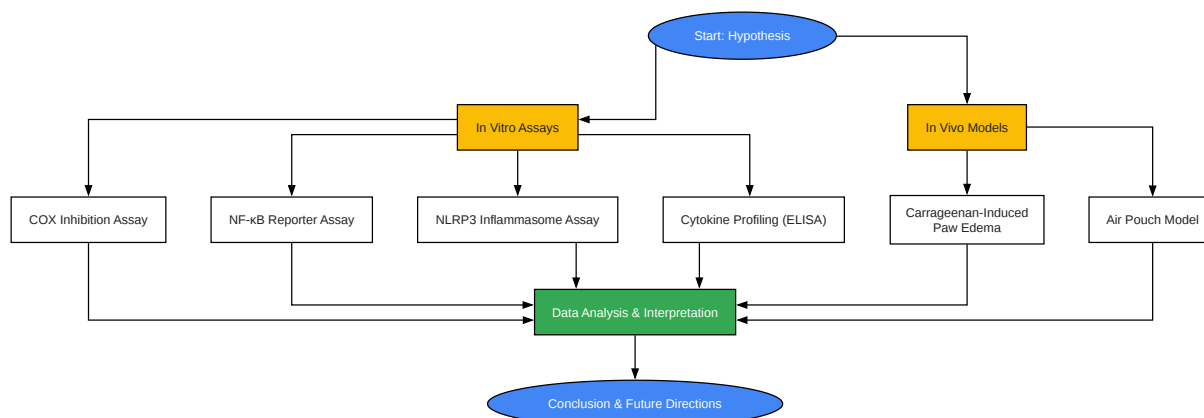 Start: Hypothesis
In Vitro Assays
In Vivo Models
COX Inhibition Assay
NF-κB Reporter Assay
NLRP3 Inflammasome Assay
Cytokine Profiling (ELISA)
Carrageenan-Induced
Paw Edema
Air Pouch Model
Data Analysis & Interpretation
Conclusion & Future Directions